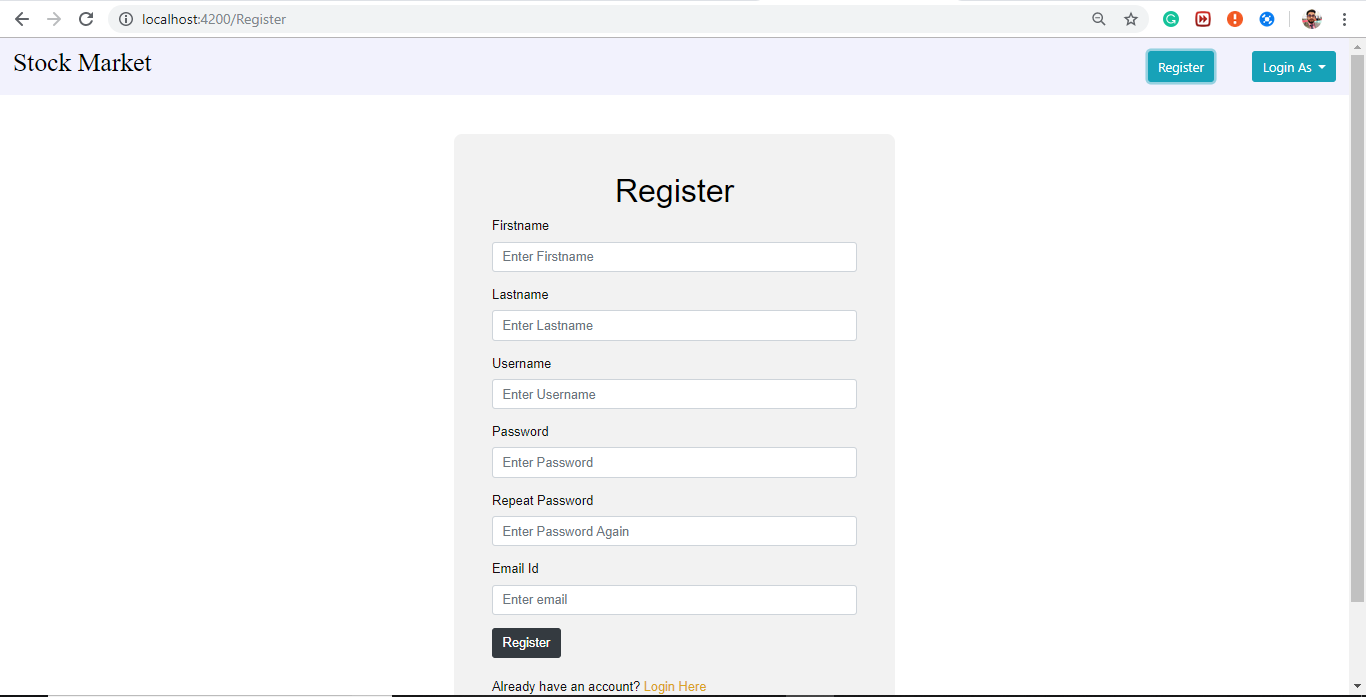 localhost:4200/Register
Stock Market
Register
Login As
Register
Firstname
Enter Firstname
Lastname
Enter Lastname
Username
Enter Username
Password
Enter Password
Repeat Password
Enter Password Again
Email Id
Enter email
Register
Already have an account? Login Here